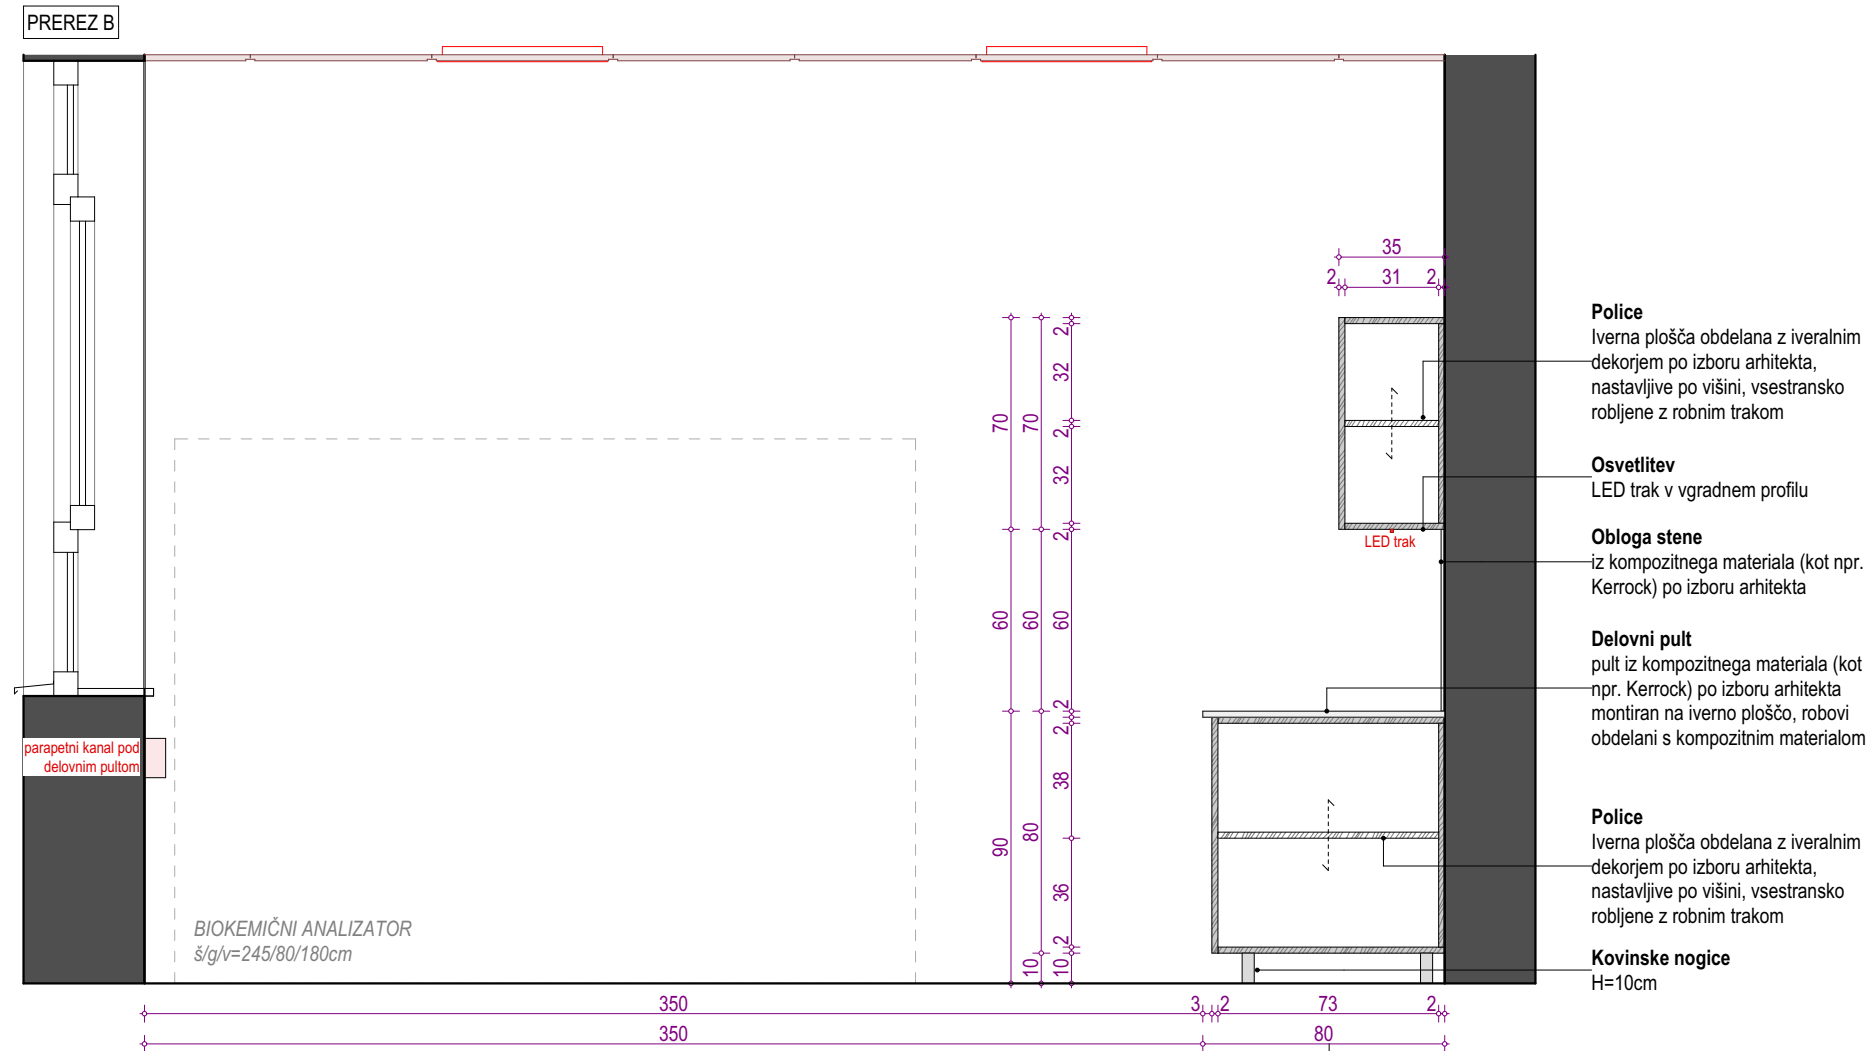 PREREZ B
35
2 31 2
Police
Iverna plošča obdelana z iveralnim
dekorjem po izboru arhitekta,
nastavljive po višini, vsestransko
robljene z robnim trakom
Osvetlitev
LED trak v vgradnem profilu
LED trak
Obloga stene
iz kompozitnega materiala (kot npr.
Kerrock) po izboru arhitekta
Delovni pult
pult iz kompozitnega materiala (kot
npr. Kerrock) po izboru arhitekta
montiran na iverno ploščo, robovi
obdelani s kompozitnim materialom
Police
Iverna plošča obdelana z iveralnim
dekorjem po izboru arhitekta,
nastavljive po višini, vsestransko
robljene z robnim trakom
Kovinske nogice
H=10cm
70
60
90
70
60
80
10
2
32
2
32
2
60
2
2
38
36
2
10
parapetni kanal pod
delovnim pultom
BIOKEMIČNI ANALIZATOR
š/g/v=245/80/180cm
350 3 2 73 2
350 80